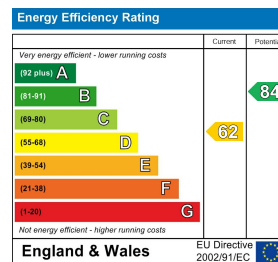 Energy Efficiency Rating
Current Potentia
Very energy efficient - lower running costs
(92 plus) A
(81-91) B
84
(69-80) C
(55-68) D
62
(39-54) E
(21-38) F
(1-20) G
Not energy efficient - higher running costs
England & Wales
EU Directive
2002/91/EC